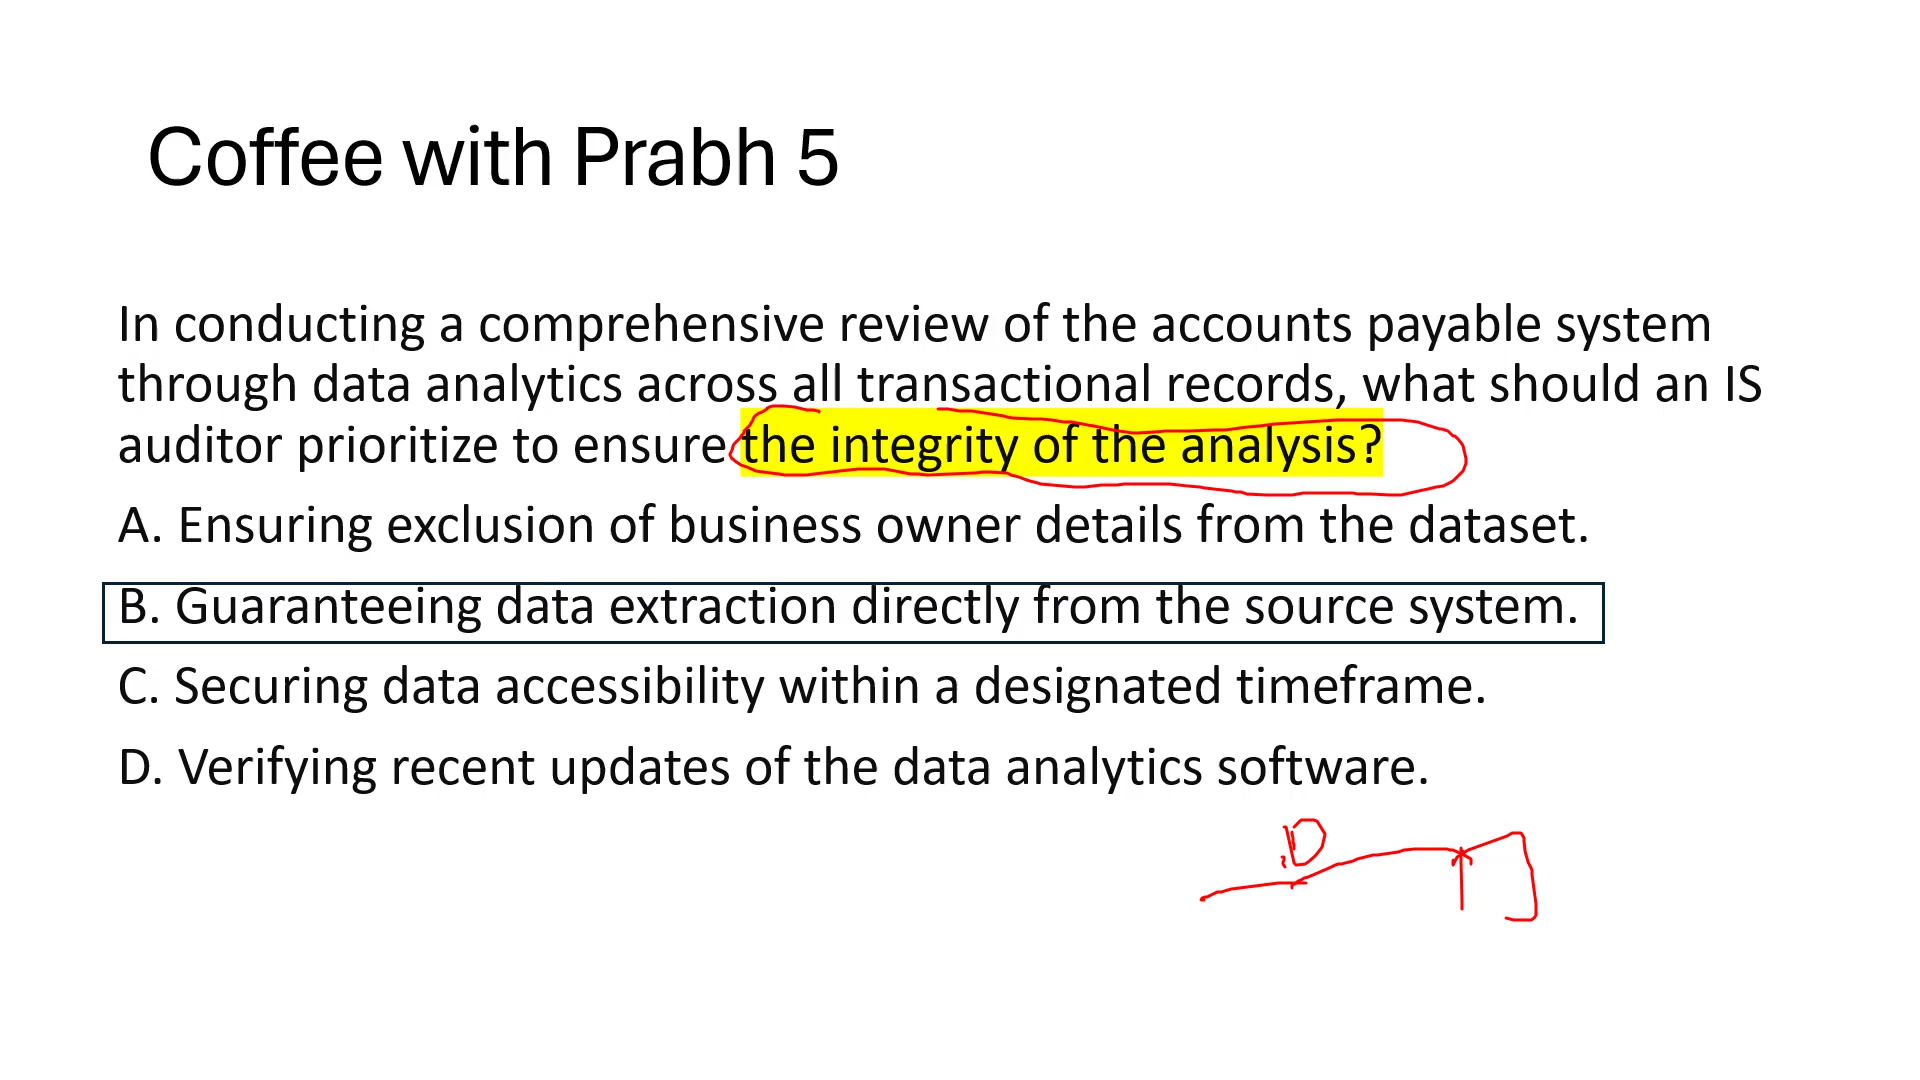 Coffee with Prabh 5
In conducting a comprehensive review of the accounts payable system
through data analytics across all transactional records, what should an IS
auditor prioritize to ensure the integrity of the analysis?
A. Ensuring exclusion of business owner details from the dataset.
B. Guaranteeing data extraction directly from the source system.
C. Securing data accessibility within a designated timeframe.
D. Verifying recent updates of the data analytics software.
D